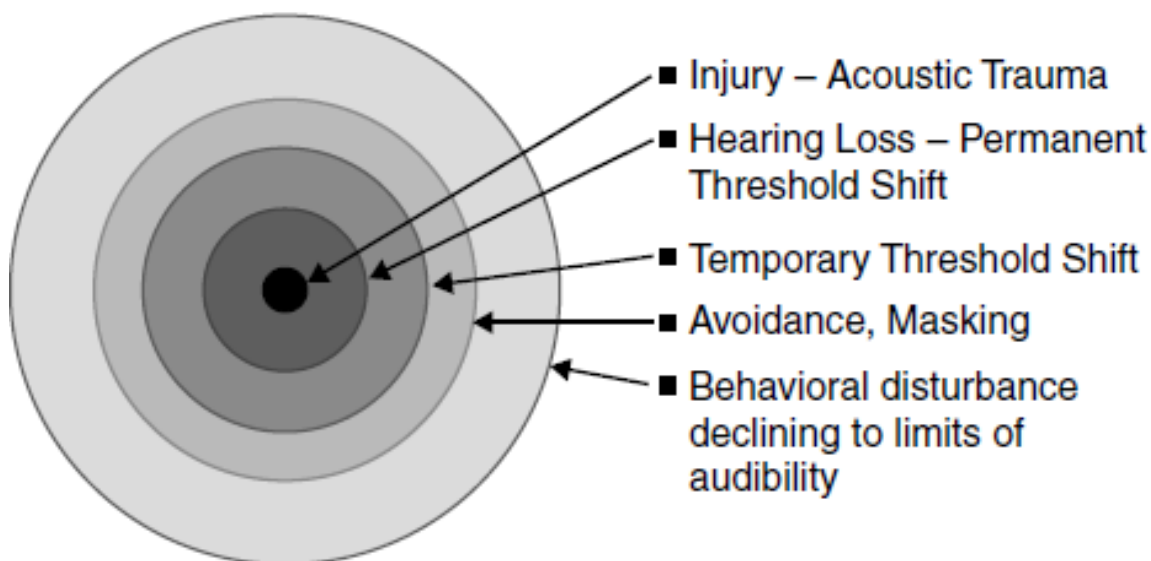 ■ Injury – Acoustic Trauma
■ Hearing Loss – Permanent
Threshold Shift
■ Temporary Threshold Shift
■ Avoidance, Masking
■ Behavioral disturbance
declining to limits of
audibility